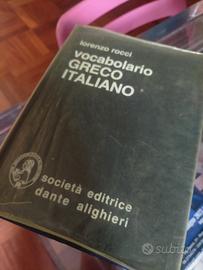 lorenzo rocci
vocabolario
GRECO
ITALIANO
società editrice
dante alighieri
subito